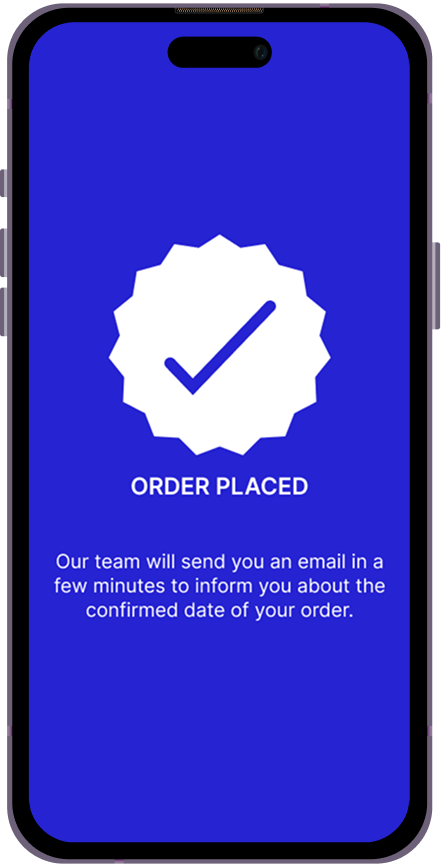 ORDER PLACED
Our team will send you an email in a
few minutes to inform you about the
confirmed date of your order.